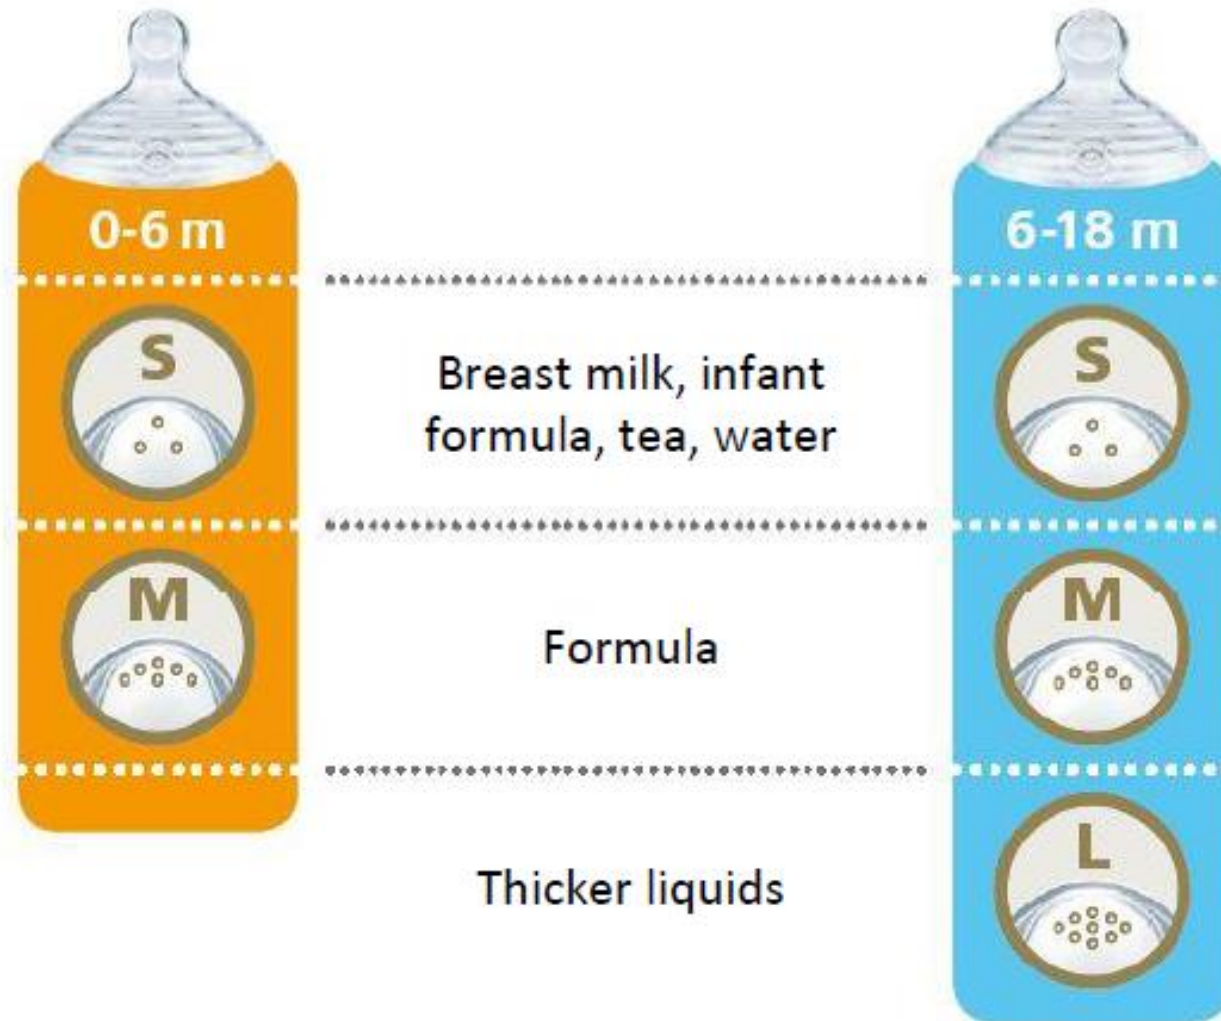 0-6 m
6-18 m
S
Breast milk, infant
formula, tea, water
S
M
Formula
M
Thicker liquids
L